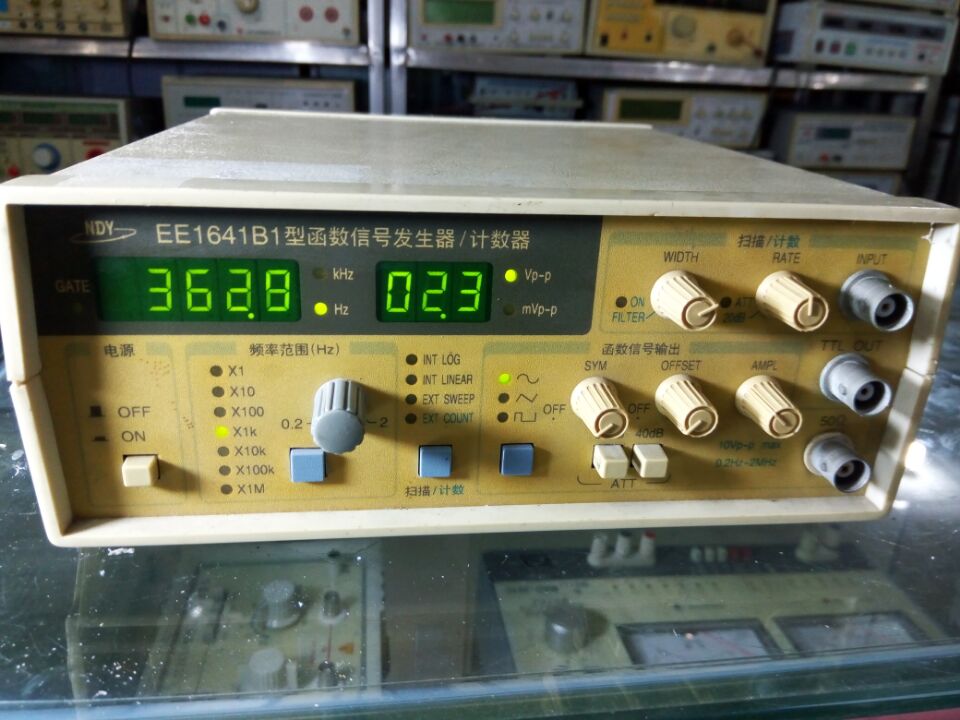 NDY EE1641B1型函数信号发生器/计数器
GATE 362.8 kHz Hz 02.3 Vp-p mVp-p
扫描/计数
WIDTH RATE INPUT
ON FILTER ATT 20dB
电源 频率范围(Hz) 函数信号输出 TTL OUT
OFF
ON
X1
X10
X100
X1k
X10k
X100k
X1M
0.2 2
INT LOG
INT LINEAR
EXT SWEEP
EXT COUNT
扫描/计数
SYM OFFSET AMPL
OFF OFF
40dB
ATT
10Vp-p max
0.2Hz~2MHz
50Ω